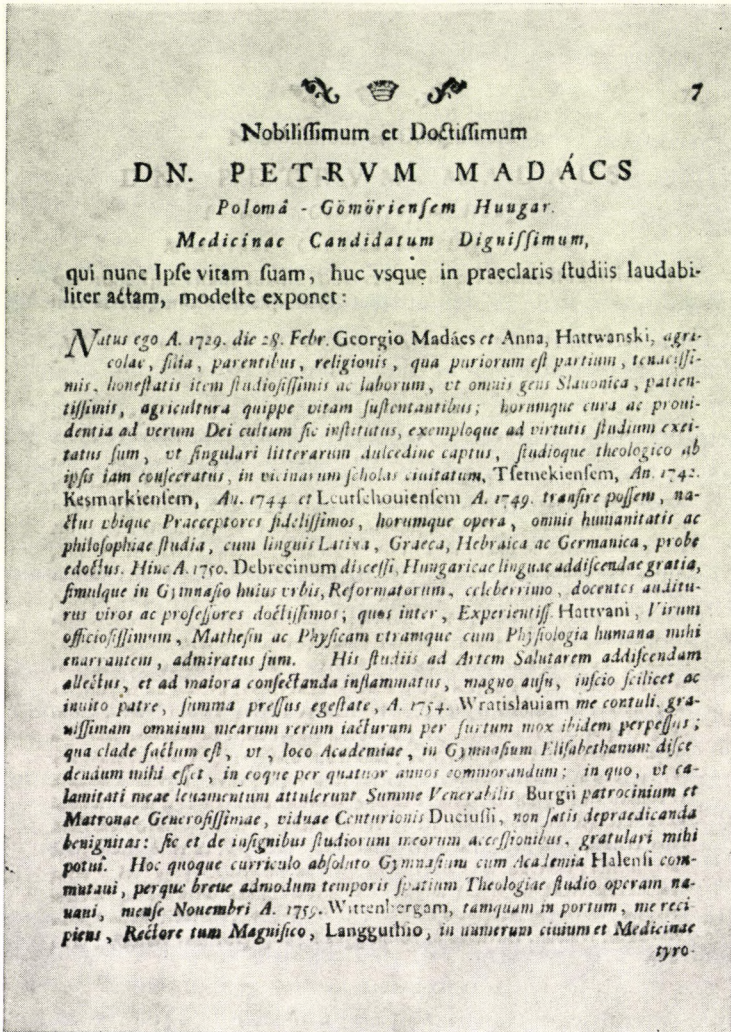 7
Nobiliſſimum et Doctiſſimum
DN. PETRVM MADÁCS
Polomâ - Gömörienſem Hungar.
Medicinae Candidatum Digniſſimum,
qui nunc Ipſe vitam ſuam, huc vsque in praeclaris ſtudiis laudabi-
liter actam, modeſte exponet:
Natus ego A. 1729. die 28. Febr. Georgio Madács et Anna, Hattwanski, agri-
colae, filia, parentibus, religionis, qua puriorum eſt partium, tenaciſſi-
mis, honeſtatis item ſtudioſiſſimis ac laborum, vt omnis gens Slauonica, patien-
tiſſimis, agricultura quippe vitam ſuſtentantibus; horumque cura ac proui-
dentia ad verum Dei cultum ſic inſtitutus, exemploque ad virtutis ſtudium exci-
tatus ſum, vt ſingulari litterarum dulcedine captus, ſtudioque theologico ab
ipſis iam conſecratus, in vicinarum ſcholas ciuitatum, Tſetnekienſem, An. 1742.
Kesmarkienſem, An. 1744 et Leutſchouienſem A. 1749. tranſire poſſem, na-
ctus vbique Praeceptores fideliſſimos, horumque opera, omnis humanitatis ac
philoſophiae ſtudia, cum linguis Latina, Graeca, Hebraica ac Germanica, probe
edoctus. Hinc A. 1750. Debrecinum diſceſſi, Hungaricae linguae addiſcendae gratia,
ſimulque in Gymnaſio huius vrbis, Reformatorum, celeberrimo, docentes auditu-
rus viros ac profeſſores doctiſſimos; quos inter, Experientiſſ. Hattvani, Virum
officioſiſſimum, Matheſin ac Phyſicam vtramque cum Phyſiologia humana mihi
enarrantem, admiratus ſum. His ſtudiis ad Artem Salutarem addiſcendam
allectus, et ad maiora conſectanda inflammatus, magno auſu, inſcio ſcilicet ac
inuito patre, ſumma preſſus egeſtate, A. 1754. Wratislauiam me contuli, gra-
uiſſimam omnium mearum rerum iacturam per furtum mox ibidem perpeſſus;
qua clade factum eſt, vt, loco Academiae, in Gymnaſium Eliſabethanum diſce
dendum mihi eſſet, in eoque per quatuor annos commorandum; in quo, vt ca-
lamitati meae leuamentum attulerunt Summe Venerabilis Burgii patrocinium et
Matronae Generoſiſſimae, viduae Centurionis Duciuſii, non ſatis depraedicanda
benignitas: ſic et de inſignibus ſtudiorum meorum acceſſionibus, gratulari mihi
potui. Hoc quoque curriculo abſoluto Gymnaſium cum Academia Halenſi com-
mutaui, perque breue admodum temporis ſpatium Theologiae ſtudio operam na-
uaui, menſe Nouembri A. 1759. Wittenbergam, tamquam in portum, me reci
piens, Rectore tum Magnifico, Langguthio, in numerum ciuium et Medicinae
tyro-